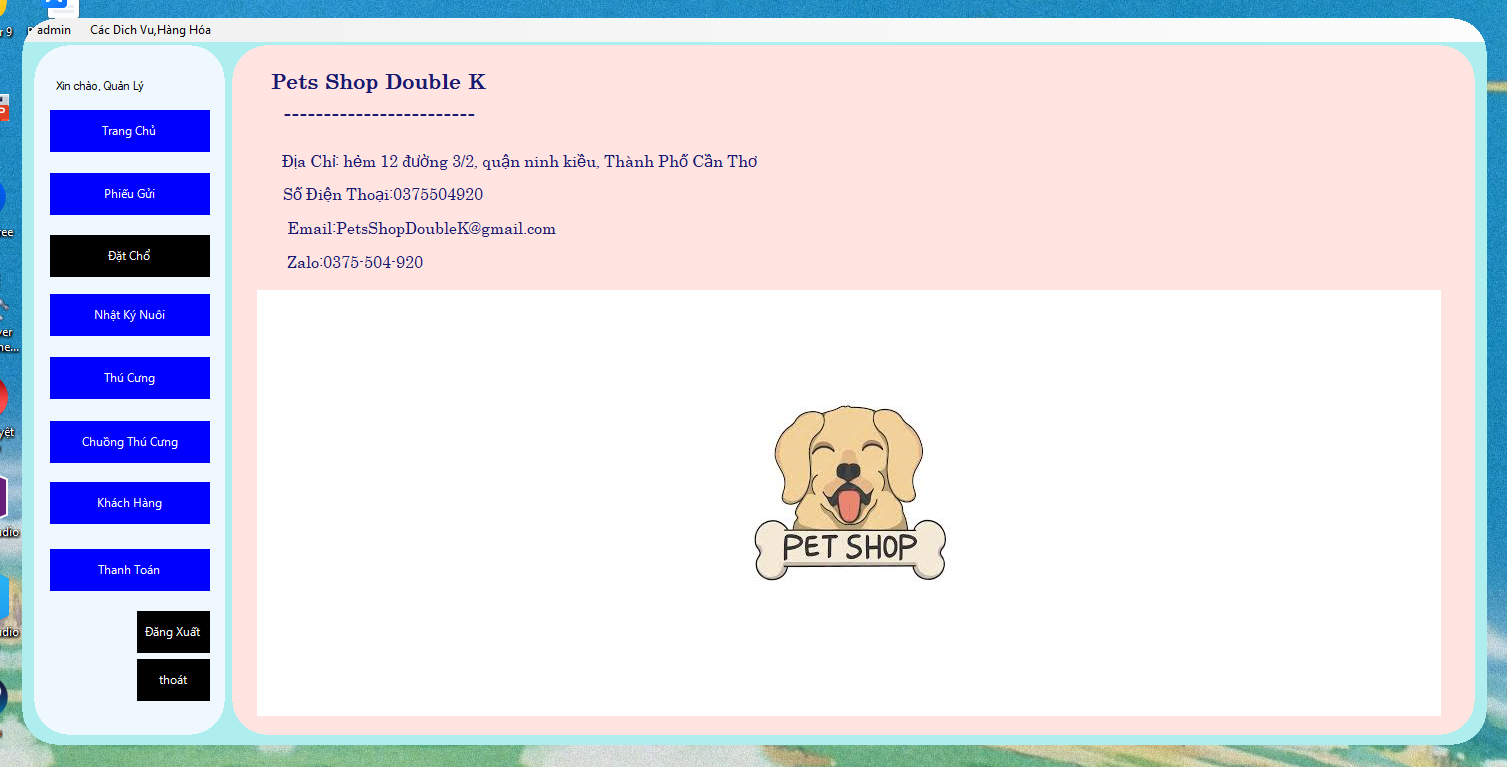 admin Các Dich Vu,Hàng Hóa
Xin chào, Quản Lý
Trang Chủ
Phiếu Gửi
Đặt Chổ
Nhật Ký Nuôi
Thú Cưng
Chuồng Thú Cưng
Khách Hàng
Thanh Toán
Đăng Xuất
thoát
Pets Shop Double K
------------------------
Địa Chỉ: hẻm 12 đường 3/2, quận ninh kiều, Thành Phố Cần Thơ
Số Điện Thoại:0375504920
Email:PetsShopDoubleK@gmail.com
Zalo:0375-504-920
PET SHOP